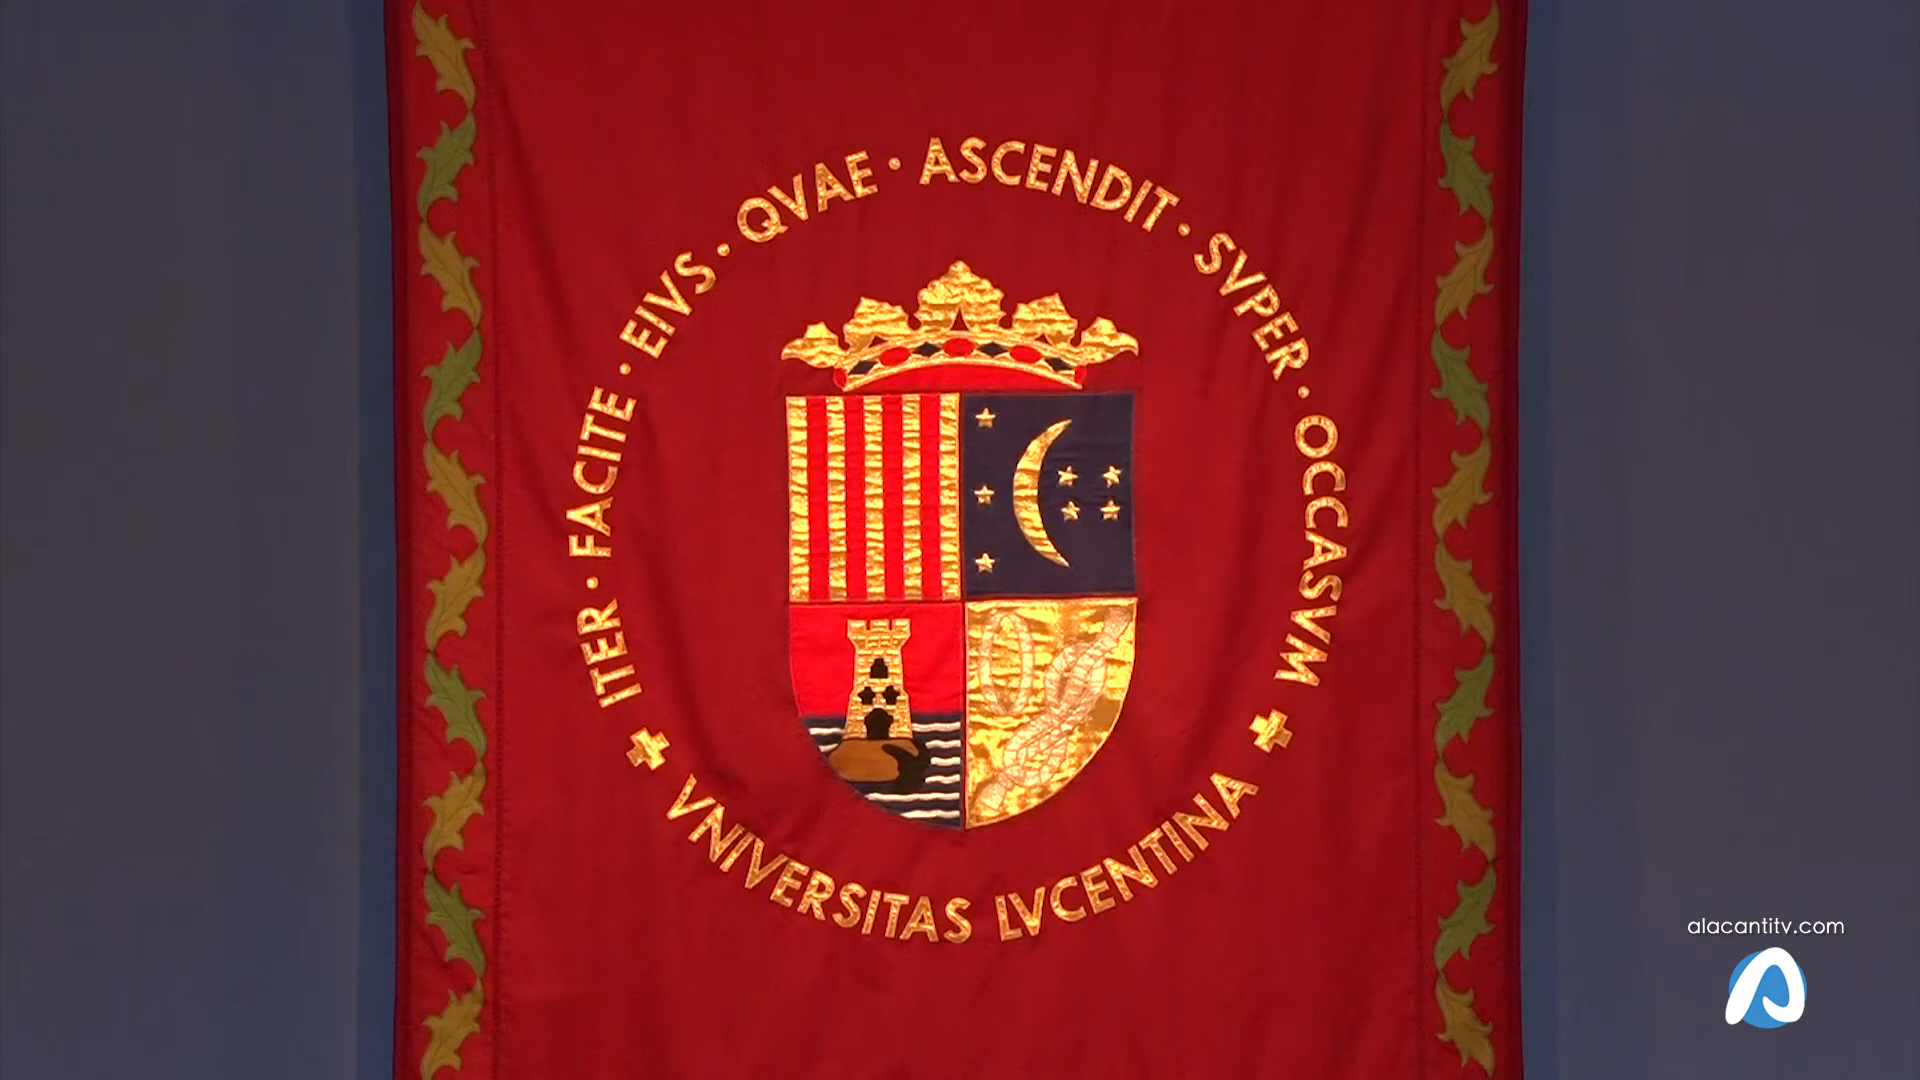 ITER · FACITE · EIVS · QVAE · ASCENDIT · SVPER · OCCASVM
VNIVERSITAS LVCENTINA
alacantitv.com